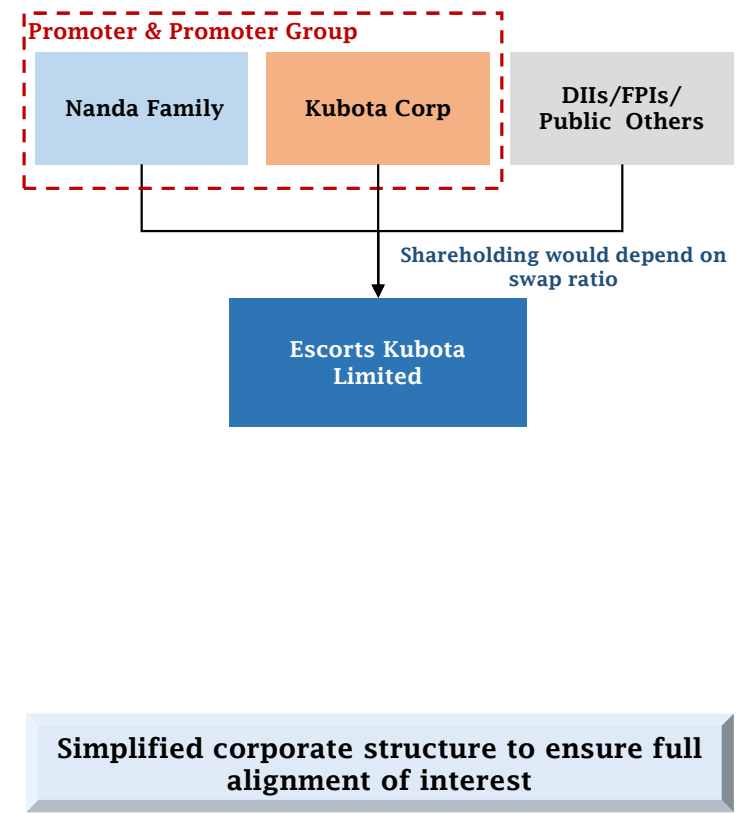 Promoter & Promoter Group
Nanda Family
Kubota Corp
DIIs/FPIs/
Public Others
Shareholding would depend on
swap ratio
Escorts Kubota
Limited
Simplified corporate structure to ensure full
alignment of interest